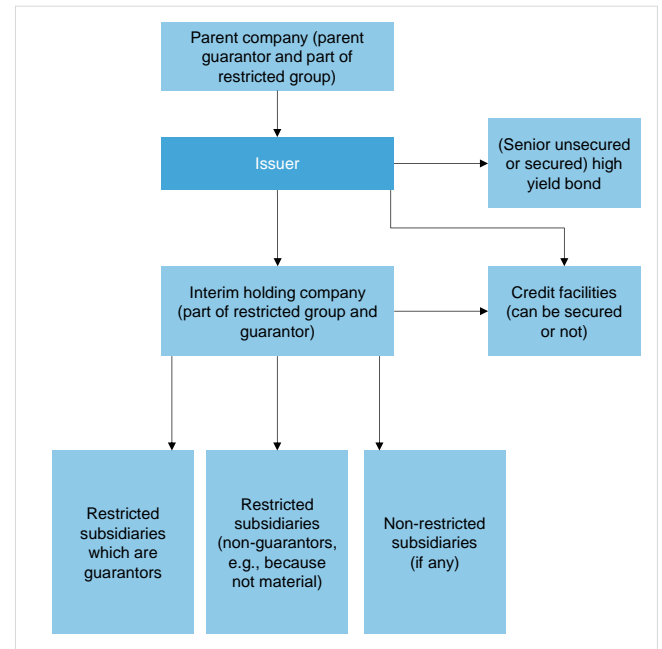 Parent company (parent
guarantor and part of
restricted group)
Issuer
(Senior unsecured
or secured) high
yield bond
Interim holding company
(part of restricted group and
guarantor)
Credit facilities
(can be secured
or not)
Restricted
subsidiaries
which are
guarantors
Restricted
subsidiaries
(non-guarantors,
e.g., because
not material)
Non-restricted
subsidiaries
(if any)